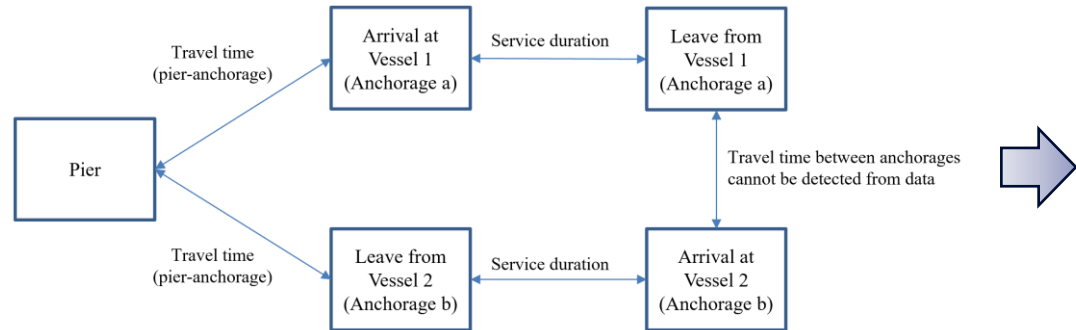 Travel time
(pier-anchorage)
Arrival at
Vessel 1
(Anchorage a)
Service duration
Leave from
Vessel 1
(Anchorage a)
Pier
Travel time between anchorages
cannot be detected from data
Travel time
(pier-anchorage)
Leave from
Vessel 2
(Anchorage b)
Service duration
Arrival at
Vessel 2
(Anchorage b)